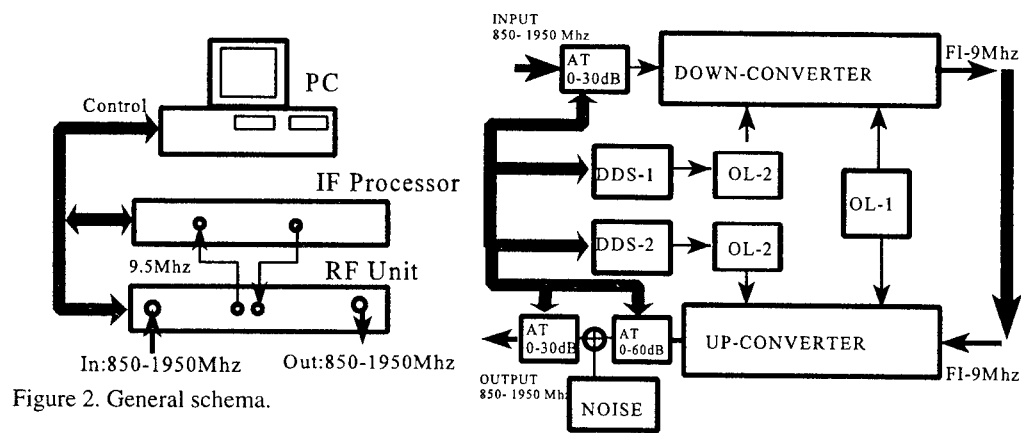 PC
Control
IF Processor
9.5Mhz
RF Unit
In:850-1950Mhz
Out:850-1950Mhz
Figure 2. General schema.
INPUT
850- 1950 Mhz
AT
0-30dB
DOWN-CONVERTER
FI-9Mhz
DDS-1
OL-2
OL-1
DDS-2
OL-2
AT
0-30dB
AT
0-60dB
UP-CONVERTER
FI-9Mhz
OUTPUT
850- 1950 Mhz
NOISE